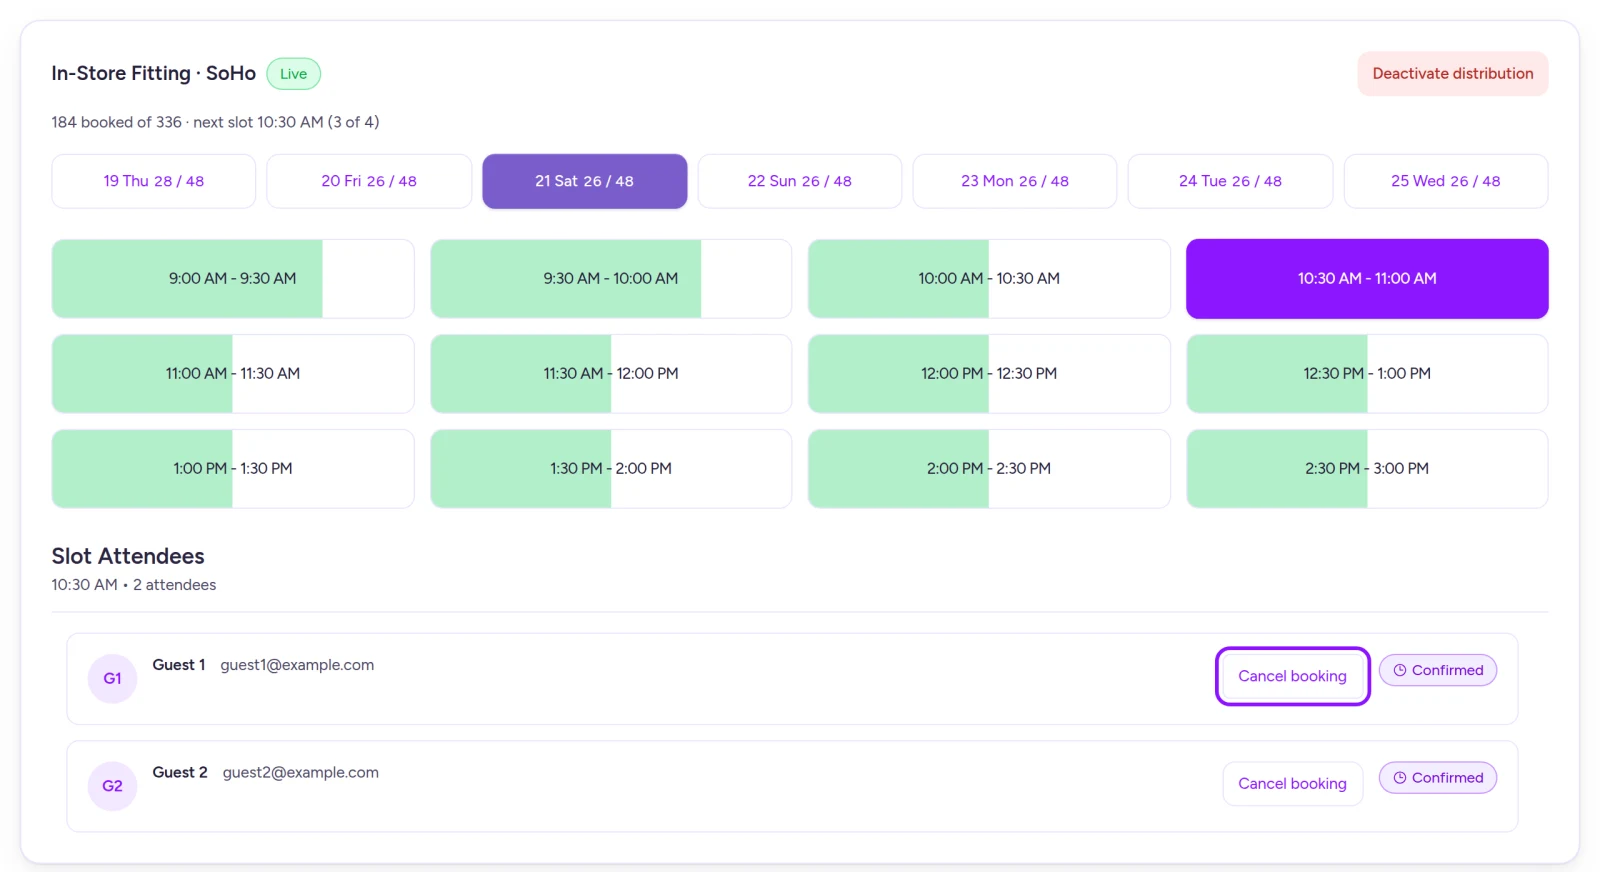 In-Store Fitting · SoHo Live Deactivate distribution
184 booked of 336 · next slot 10:30 AM (3 of 4)
19 Thu 28 / 48 20 Fri 26 / 48 21 Sat 26 / 48 22 Sun 26 / 48 23 Mon 26 / 48 24 Tue 26 / 48 25 Wed 26 / 48
9:00 AM - 9:30 AM 9:30 AM - 10:00 AM 10:00 AM - 10:30 AM 10:30 AM - 11:00 AM
11:00 AM - 11:30 AM 11:30 AM - 12:00 PM 12:00 PM - 12:30 PM 12:30 PM - 1:00 PM
1:00 PM - 1:30 PM 1:30 PM - 2:00 PM 2:00 PM - 2:30 PM 2:30 PM - 3:00 PM
Slot Attendees
10:30 AM • 2 attendees
G1 Guest 1 guest1@example.com Cancel booking Confirmed
G2 Guest 2 guest2@example.com Cancel booking Confirmed